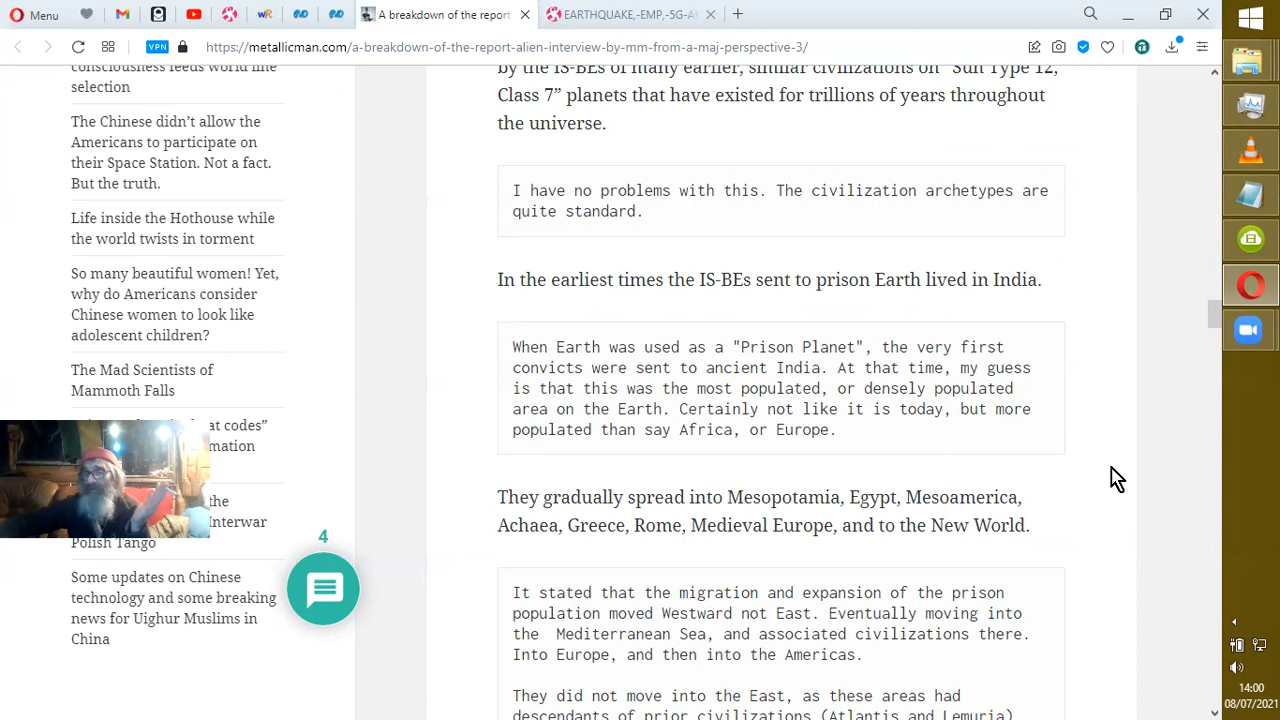 Menu
A breakdown of the report
EARTHQUAKE,-EMP,-5G-A
VPN
https://metallicman.com/a-breakdown-of-the-report-alien-interview-by-mm-from-a-maj-perspective-3/
consciousness feeds world line
selection
The Chinese didn’t allow the
Americans to participate on
their Space Station. Not a fact.
But the truth.
Life inside the Hothouse while
the world twists in torment
So many beautiful women! Yet,
why do Americans consider
Chinese women to look like
adolescent children?
The Mad Scientists of
Mammoth Falls
at codes”
mation
the
Interwar
Polish Tango
Some updates on Chinese
technology and some breaking
news for Uighur Muslims in
China
4
by the IS-BEs of many earlier, similar civilizations on “Sun Type 12,
Class 7” planets that have existed for trillions of years throughout
the universe.
I have no problems with this. The civilization archetypes are
quite standard.
In the earliest times the IS-BEs sent to prison Earth lived in India.
When Earth was used as a "Prison Planet", the very first
convicts were sent to ancient India. At that time, my guess
is that this was the most populated, or densely populated
area on the Earth. Certainly not like it is today, but more
populated than say Africa, or Europe.
They gradually spread into Mesopotamia, Egypt, Mesoamerica,
Achaea, Greece, Rome, Medieval Europe, and to the New World.
It stated that the migration and expansion of the prison
population moved Westward not East. Eventually moving into
the Mediterranean Sea, and associated civilizations there.
Into Europe, and then into the Americas.
They did not move into the East, as these areas had
descendants of prior civilizations (Atlantis and Lemuria)
14:00
08/07/2021